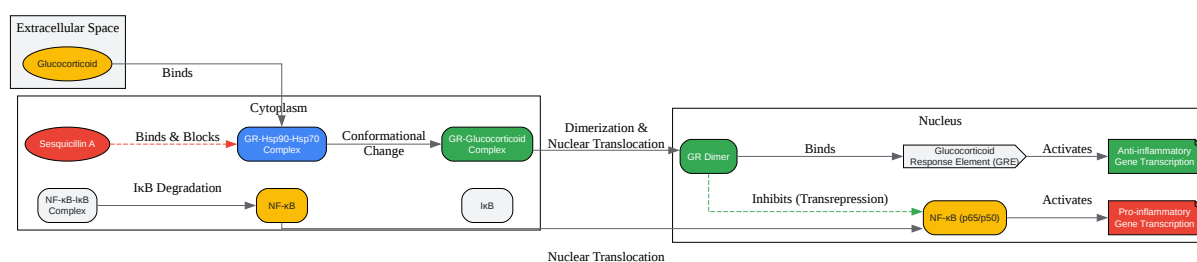 Extracellular Space
Glucocorticoid
Binds
Cytoplasm
Sesquicillin A
Binds & Blocks
GR-Hsp90-Hsp70
Complex
Conformational
Change
GR-Glucocorticoid
Complex
Dimerization &
Nuclear Translocation
NF-κB-IκB
Complex
IκB Degradation
NF-κB
IκB
Nuclear Translocation
Nucleus
GR Dimer
Binds
Glucocorticoid
Response Element (GRE)
Activates
Anti-inflammatory
Gene Transcription
Inhibits (Transrepression)
NF-κB (p65/p50)
Activates
Pro-inflammatory
Gene Transcription